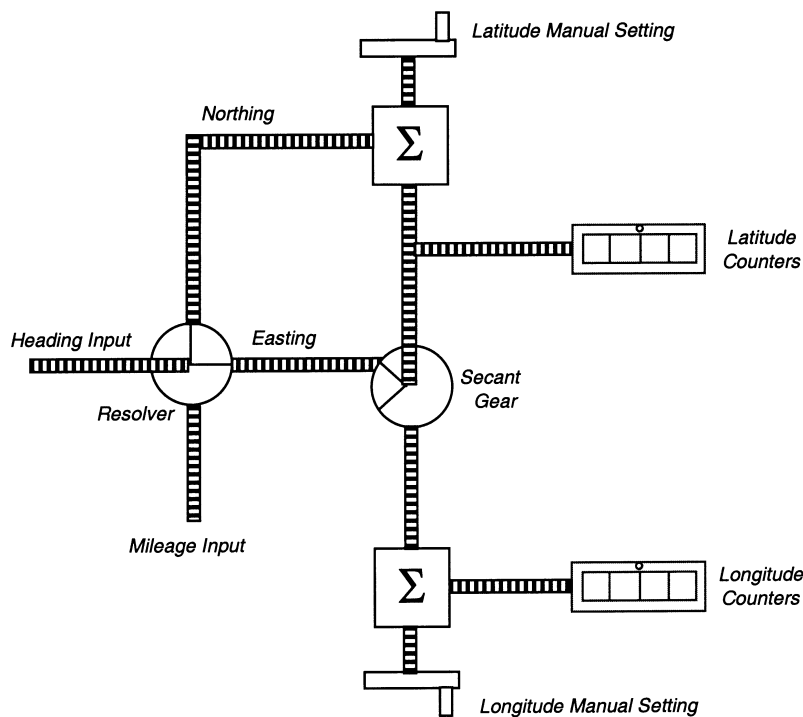 Latitude Manual Setting
Northing
Σ
Latitude
Counters
Heading Input
Easting
Secant
Gear
Resolver
Mileage Input
Σ
Longitude
Counters
Longitude Manual Setting